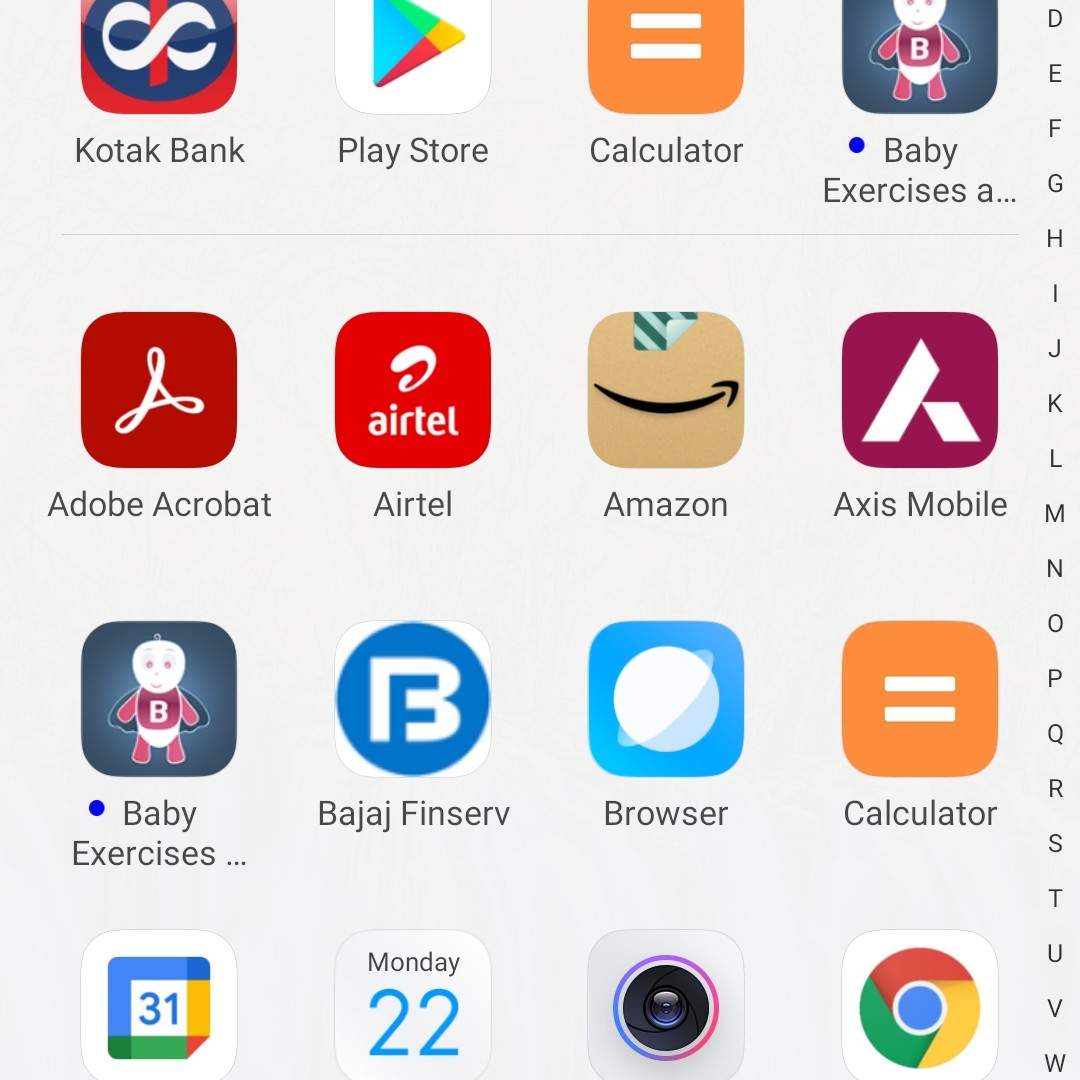 B
Kotak Bank
Play Store
Calculator
Baby
Exercises a...
airtel
Adobe Acrobat
Airtel
Amazon
Axis Mobile
B
B
Baby
Exercises ...
Bajaj Finserv
Browser
Calculator
31
Monday
22
D
E
F
G
H
I
J
K
L
M
N
O
P
Q
R
S
T
U
V
W